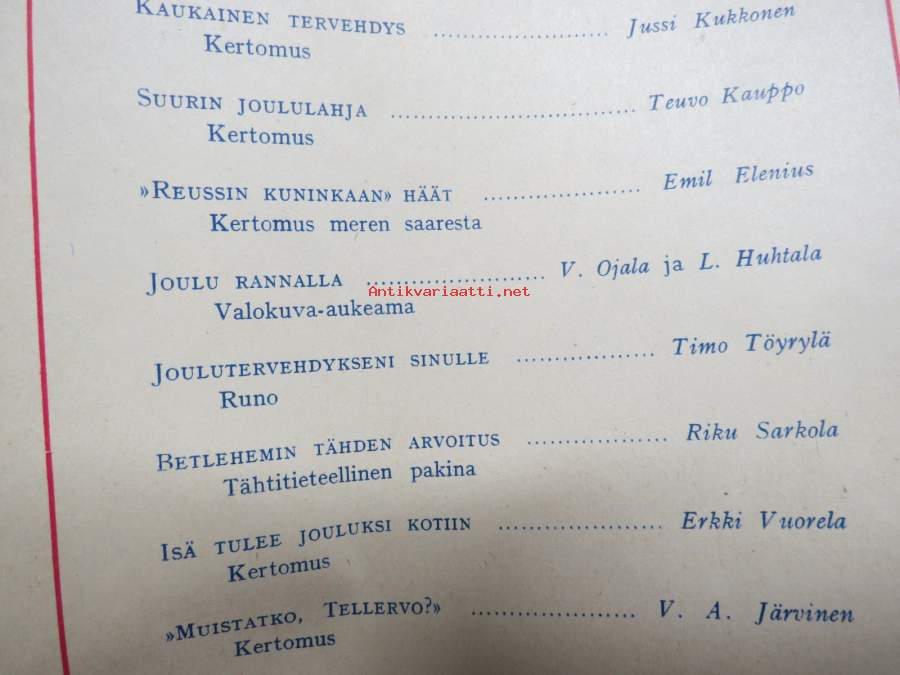 KAUKAINEN TERVEHDYS .......................... Jussi Kukkonen
Kertomus
SUURIN JOULULAHJA .................................. Teuvo Kauppo
Kertomus
»REUSSIN KUNINKAAN» HÄÄT ...................... Emil Elenius
Kertomus meren saaresta
JOULU RANNALLA ......................... V. Ojala ja L. Huhtala
Antikvariaatti.net
Valokuva-aukeama
JOULUTERVEHDYKSENI SINULLE ................... Timo Töyrylä
Runo
BETLEHEMIN TÄHDEN ARVOITUS ................... Riku Sarkola
Tähtitieteellinen pakina
ISÄ TULEE JOULUKSI KOTIIN ....................... Erkki Vuorela
Kertomus
»MUISTATKO, TELLERVO?» ....................... V. A. Järvinen
Kertomus